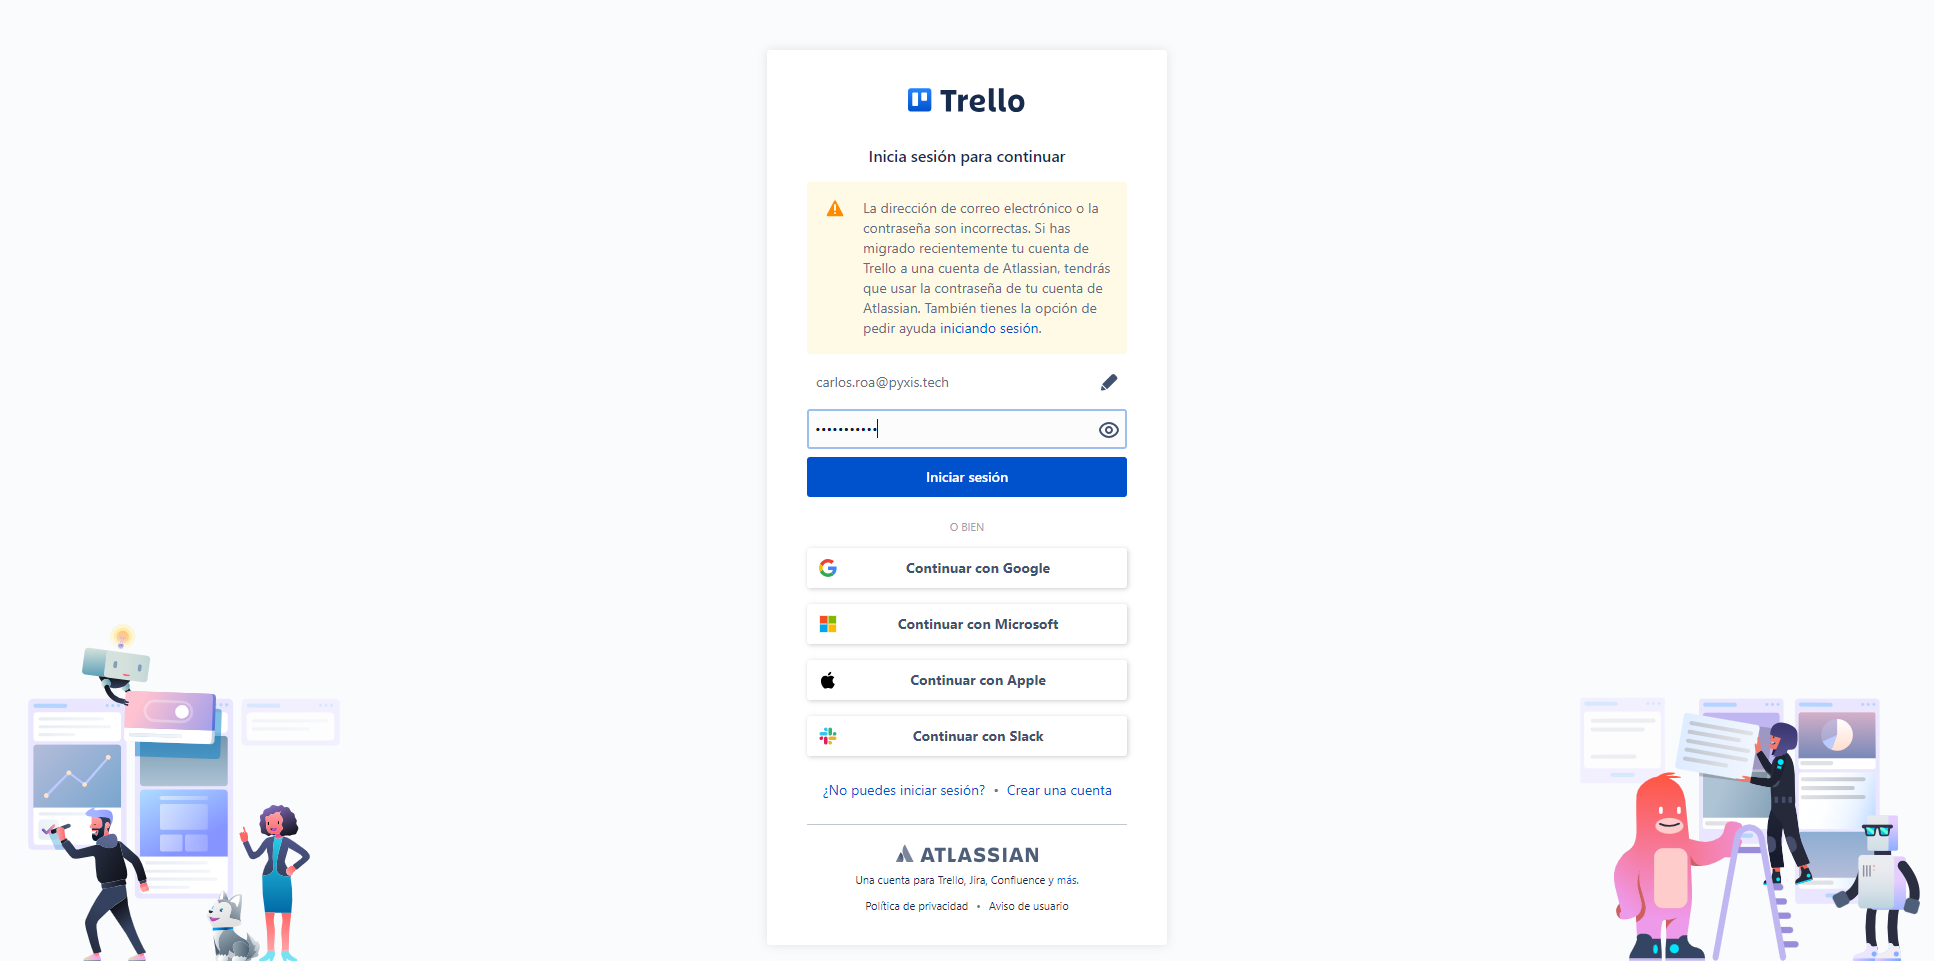 Trello
Inicia sesión para continuar
La dirección de correo electrónico o la
contraseña son incorrectas. Si has
migrado recientemente tu cuenta de
Trello a una cuenta de Atlassian, tendrás
que usar la contraseña de tu cuenta de
Atlassian. También tienes la opción de
pedir ayuda iniciando sesión.
carlos.roa@pyxis.tech
•••••••••••
Iniciar sesión
O BIEN
Continuar con Google
Continuar con Microsoft
Continuar con Apple
Continuar con Slack
¿No puedes iniciar sesión? • Crear una cuenta
ATLASSIAN
Una cuenta para Trello, Jira, Confluence y más.
Política de privacidad • Aviso de usuario